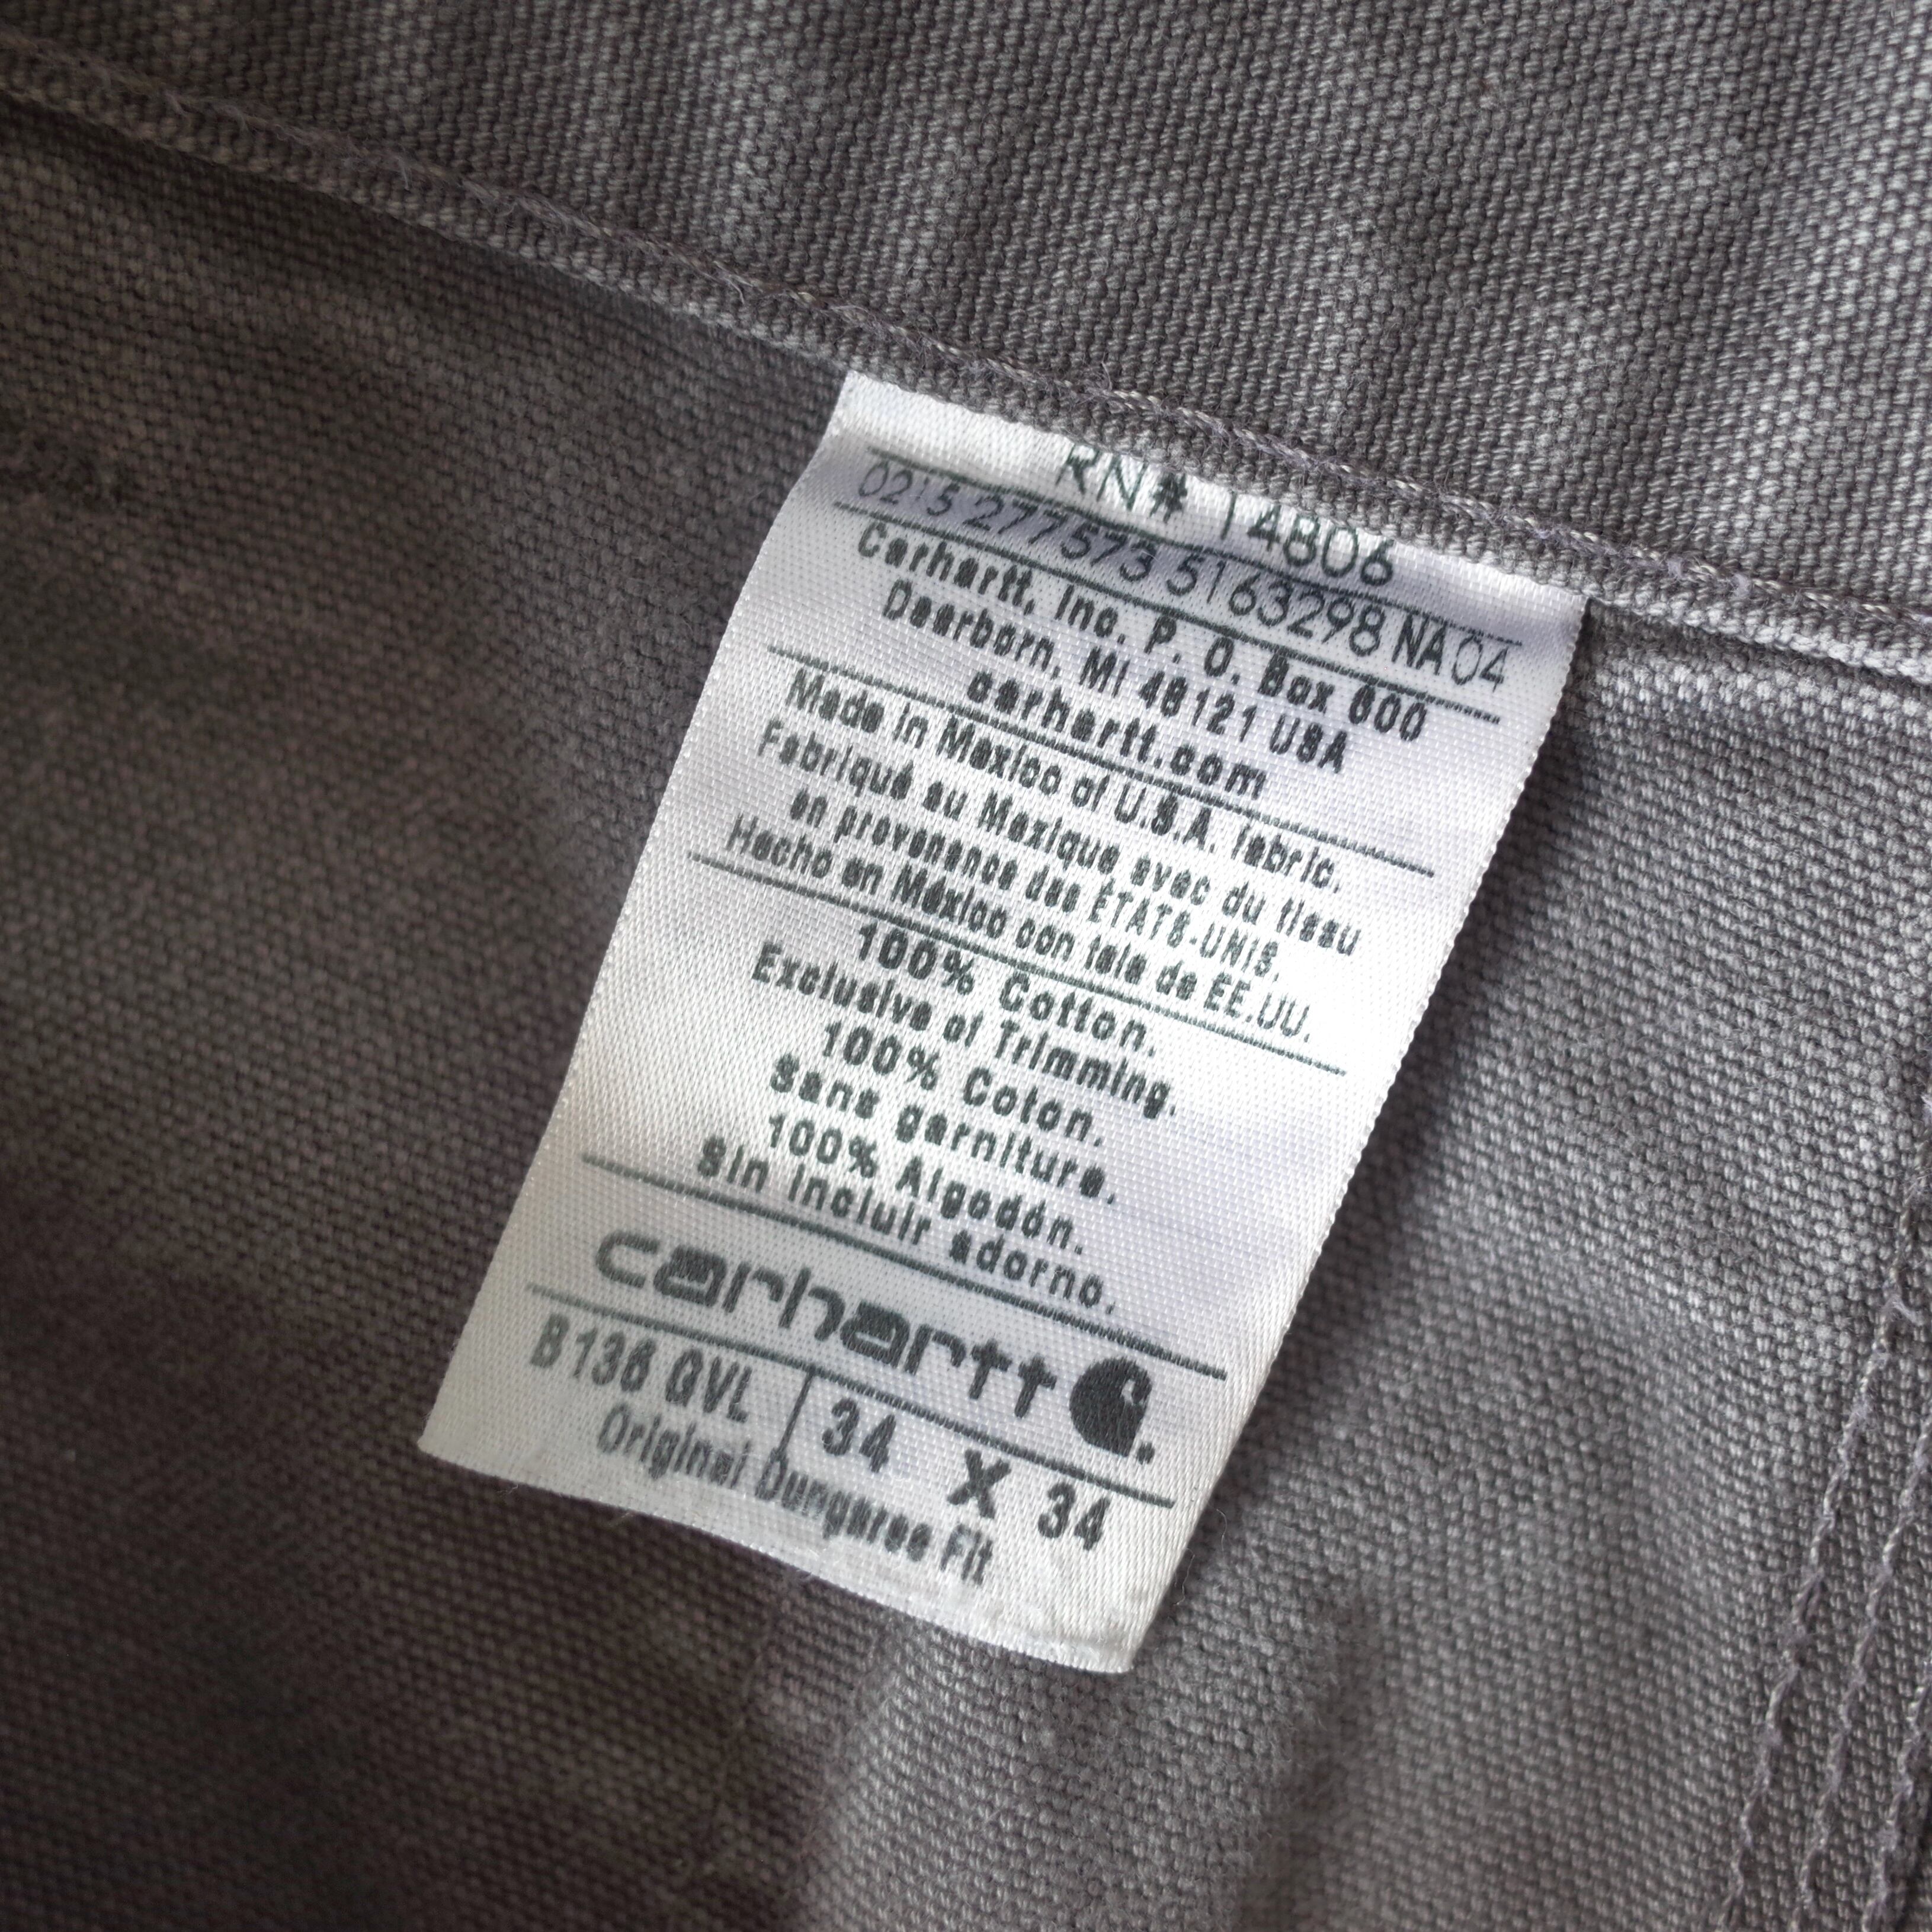 RN# 14806
0215 277573 5163298 NA 04
Carhartt, Inc. P. O. Box 600
Dearborn, MI 48121 USA
carhartt.com
Made in Mexico of U.S.A. fabric.
Fabriqué au Mexique avec du tissu
en provenance des ÉTATS-UNIS.
Hecho en México con tela de EE.UU.
100% Cotton.
Exclusive of Trimming.
100% Coton.
Sans garniture.
100% Algodón.
Sin incluir adorno.
carhartt
B136 QVL 34 X 34
Original Dungaree Fit